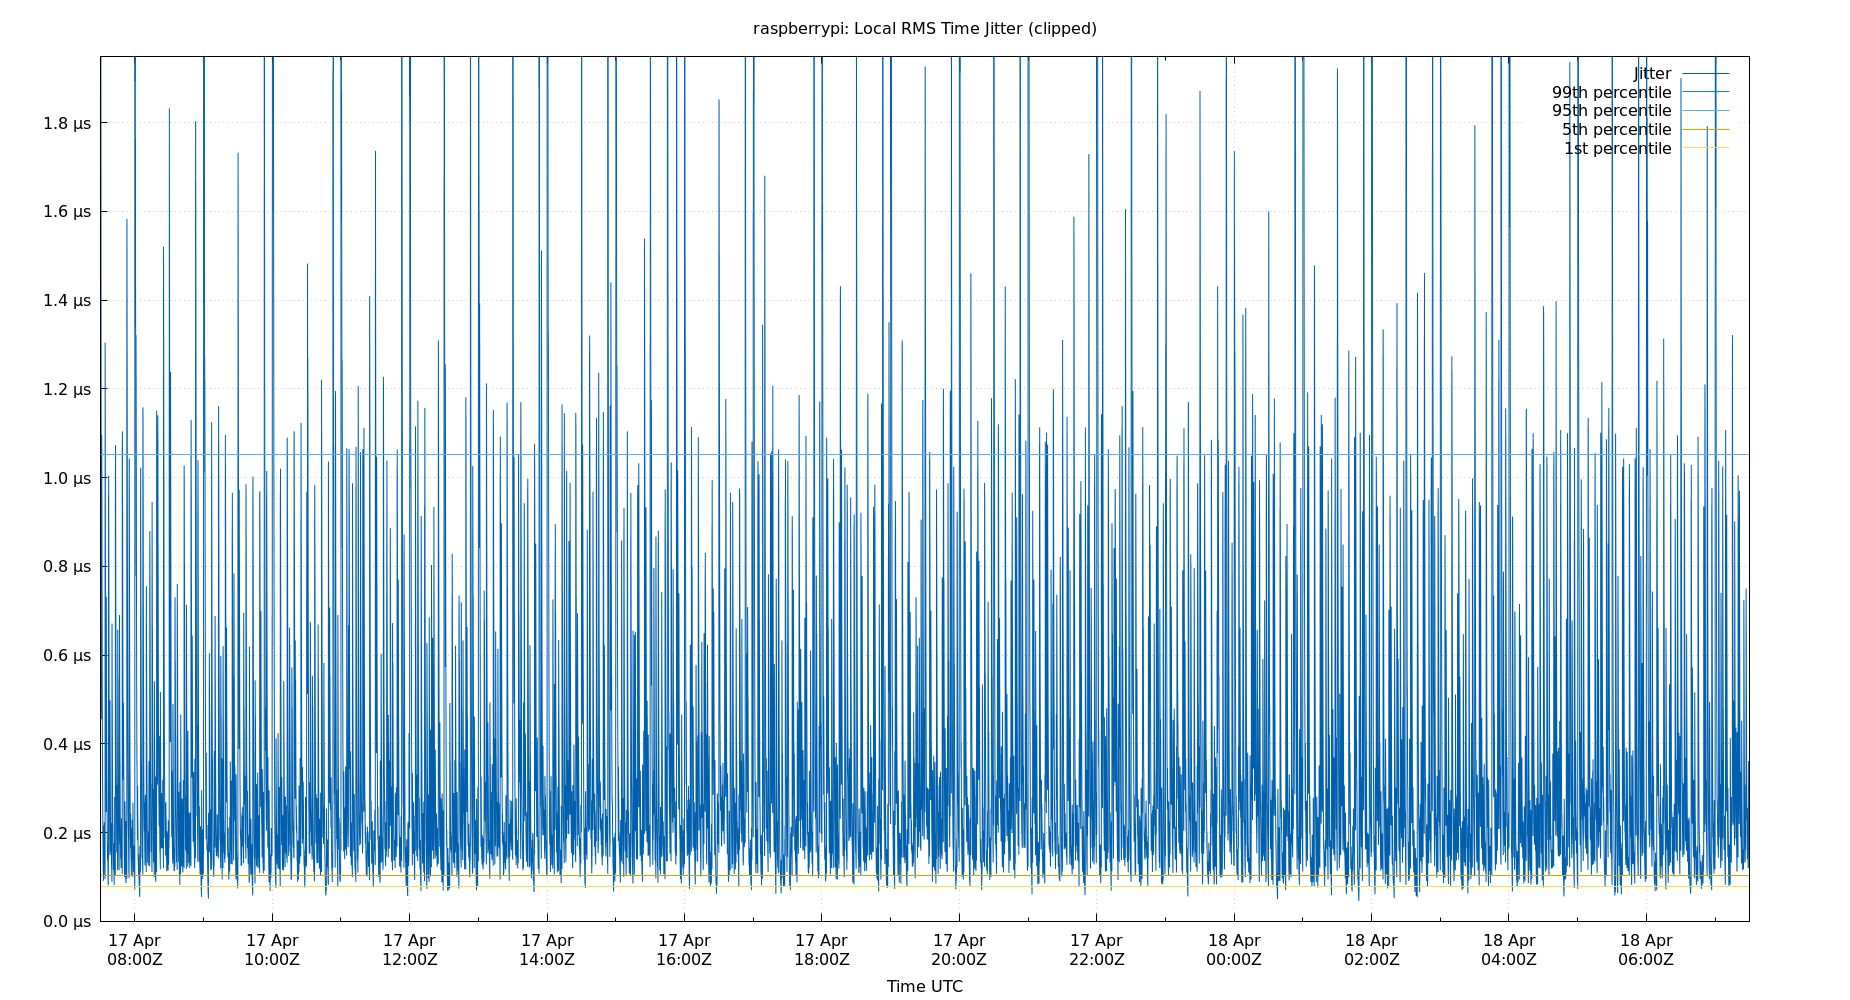 raspberrypi: Local RMS Time Jitter (clipped)
Jitter
99th percentile
95th percentile
5th percentile
1st percentile
1.8 µs
1.6 µs
1.4 µs
1.2 µs
1.0 µs
0.8 µs
0.6 µs
0.4 µs
0.2 µs
0.0 µs
17 Apr 17 Apr 17 Apr 17 Apr 17 Apr 17 Apr 17 Apr 17 Apr 18 Apr 18 Apr 18 Apr 18 Apr
08:00Z 10:00Z 12:00Z 14:00Z 16:00Z 18:00Z 20:00Z 22:00Z 00:00Z 02:00Z 04:00Z 06:00Z
Time UTC